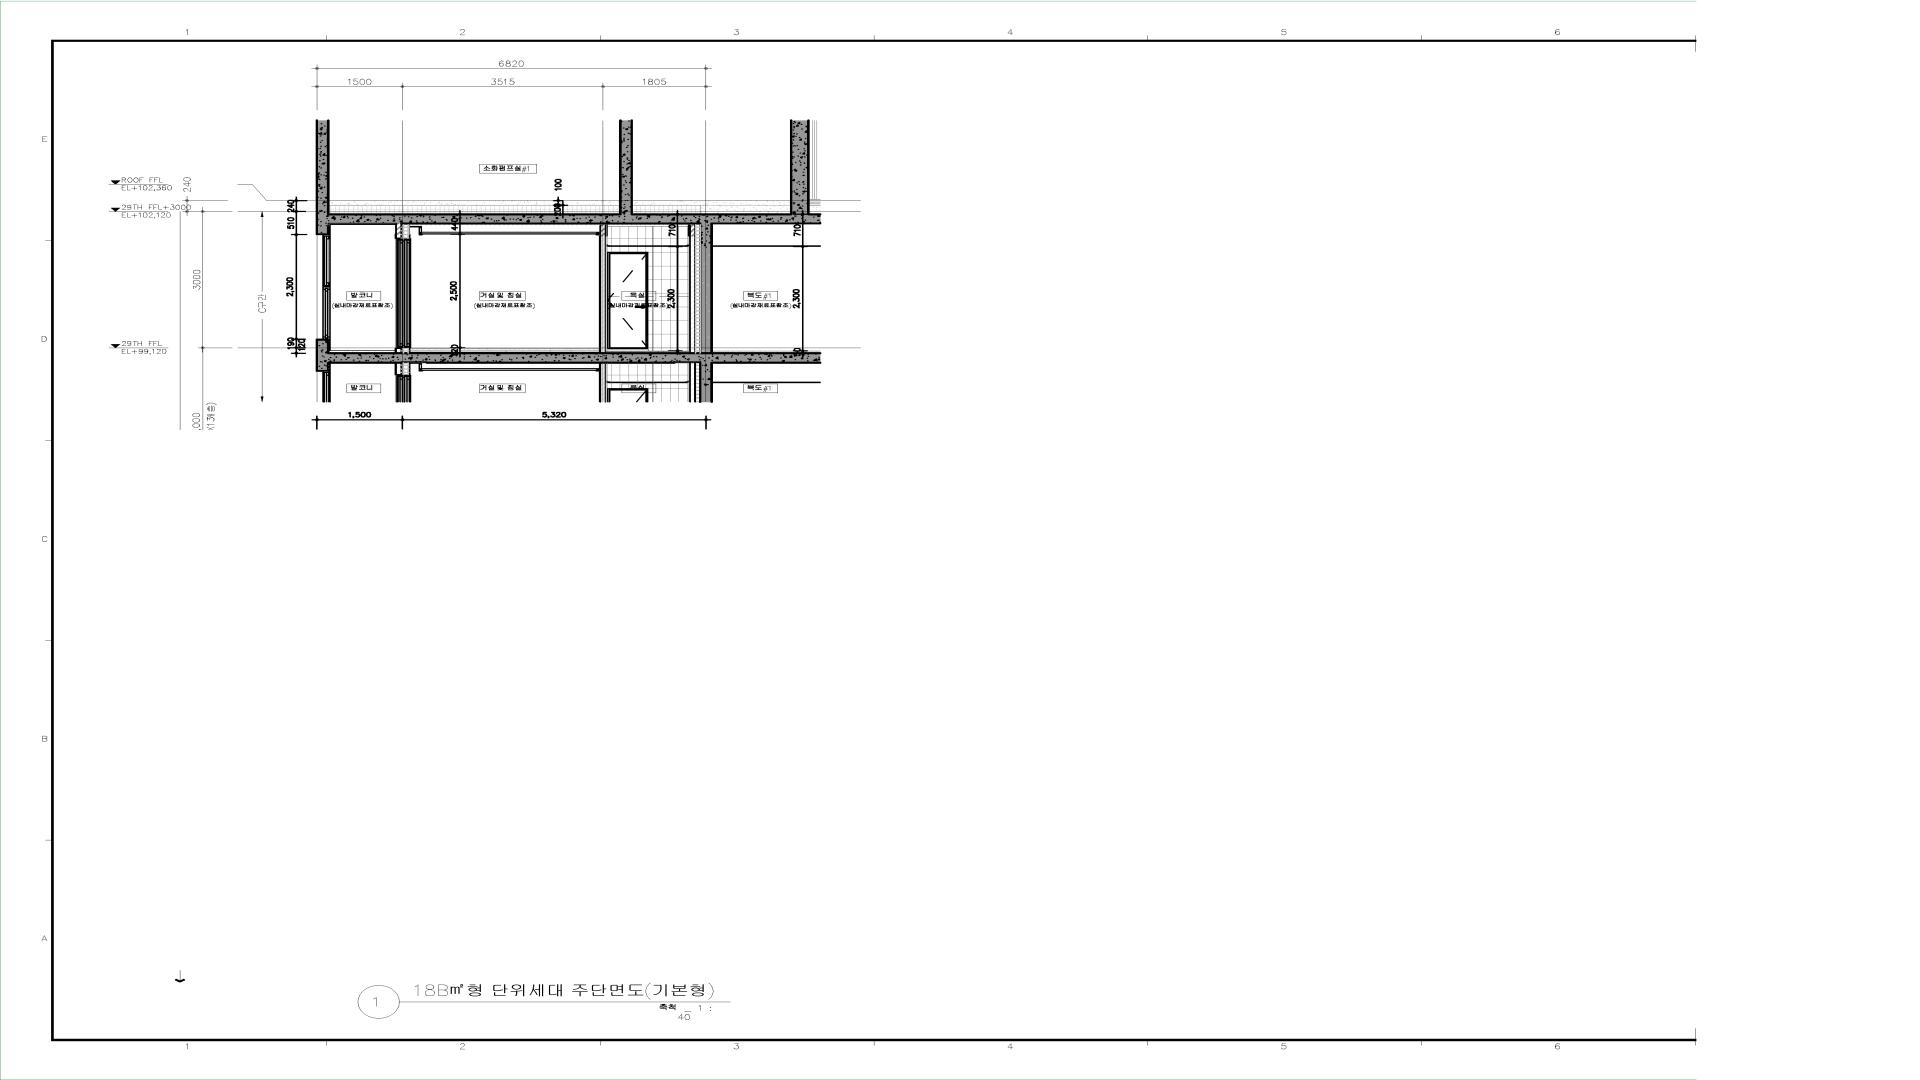 1 2 3 4 5 6
6820
1500 3515 1805
E
소화펌프실#1
100
ROOF FFL
EL+102,360
240
29TH FFL+3000
EL+102,120
240
510
440
710
710
3000
C구간
2,300
2,500
2,300
2,300
발코니
거실 및 침실
욕실
복도#1
(실내마감재료표참조)
(실내마감재료표참조)
(실내마감재료표참조)
(실내마감재료표참조)
D
29TH FFL
EL+99,120
190
120
발코니
거실 및 침실
욕실
복도#1
1,500 5,320
C
B
A
1
18B㎡형 단위세대 주단면도(기본형)
축척 _ 1 :
40
1 2 3 4 5 6